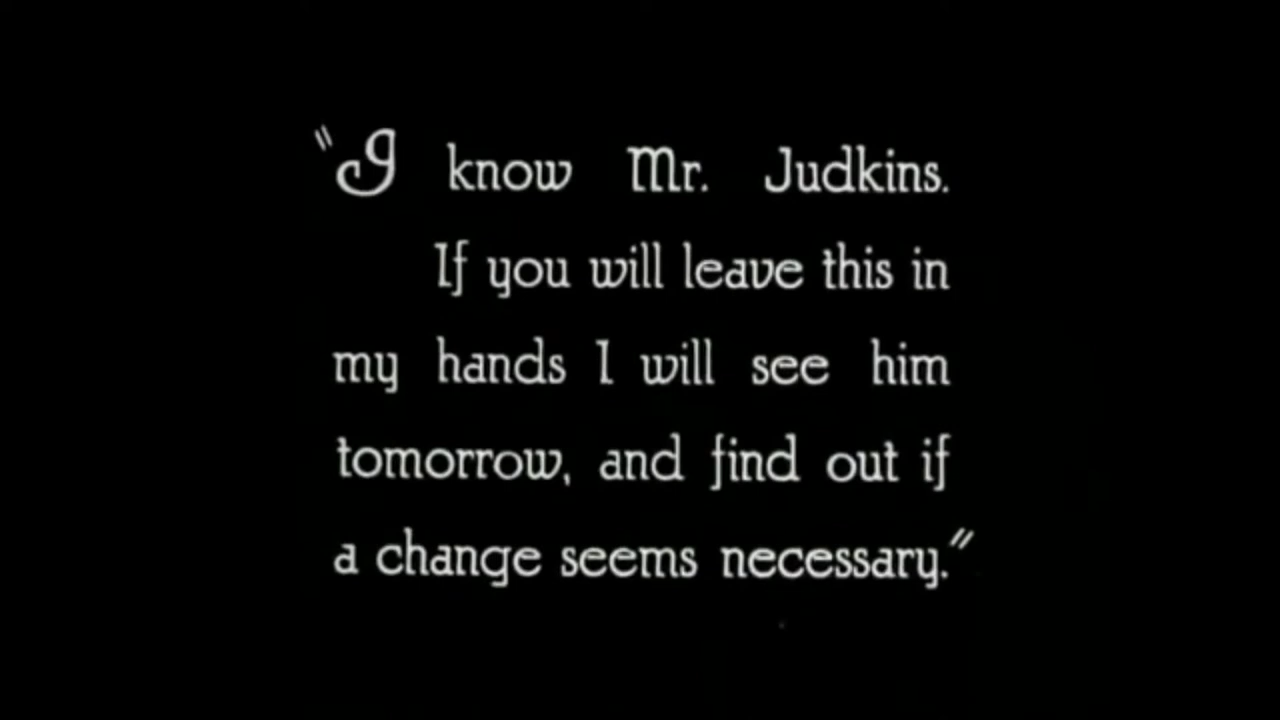 "I know Mr. Judkins.
If you will leave this in
my hands I will see him
tomorrow, and find out if
a change seems necessary."